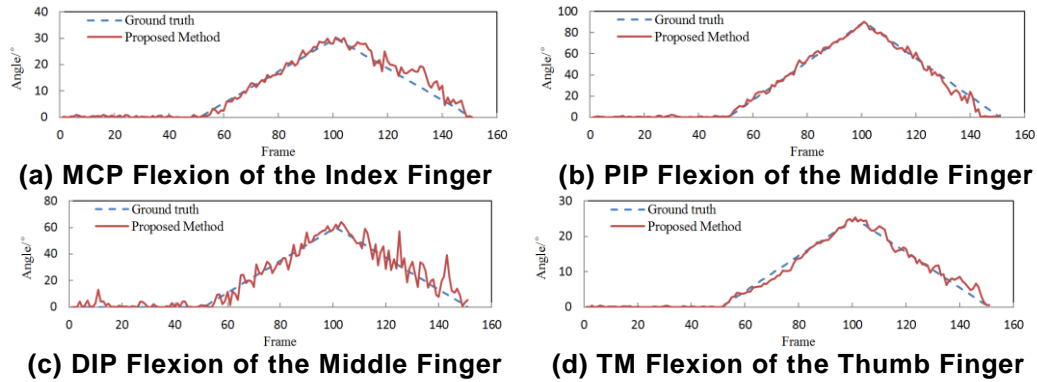 40
30
20
10
0
Angle/°
Ground truth
Proposed Method
0 20 40 60 80 100 120 140 160
Frame
(a) MCP Flexion of the Index Finger
100
80
60
40
20
0
Angle/°
Ground truth
Proposed Method
0 20 40 60 80 100 120 140 160
Frame
(b) PIP Flexion of the Middle Finger
80
60
40
20
0
Angle/°
Ground truth
Proposed Method
0 20 40 60 80 100 120 140 160
Frame
(c) DIP Flexion of the Middle Finger
30
20
10
0
Angle/°
Ground truth
Proposed Method
0 20 40 60 80 100 120 140 160
Frame
(d) TM Flexion of the Thumb Finger